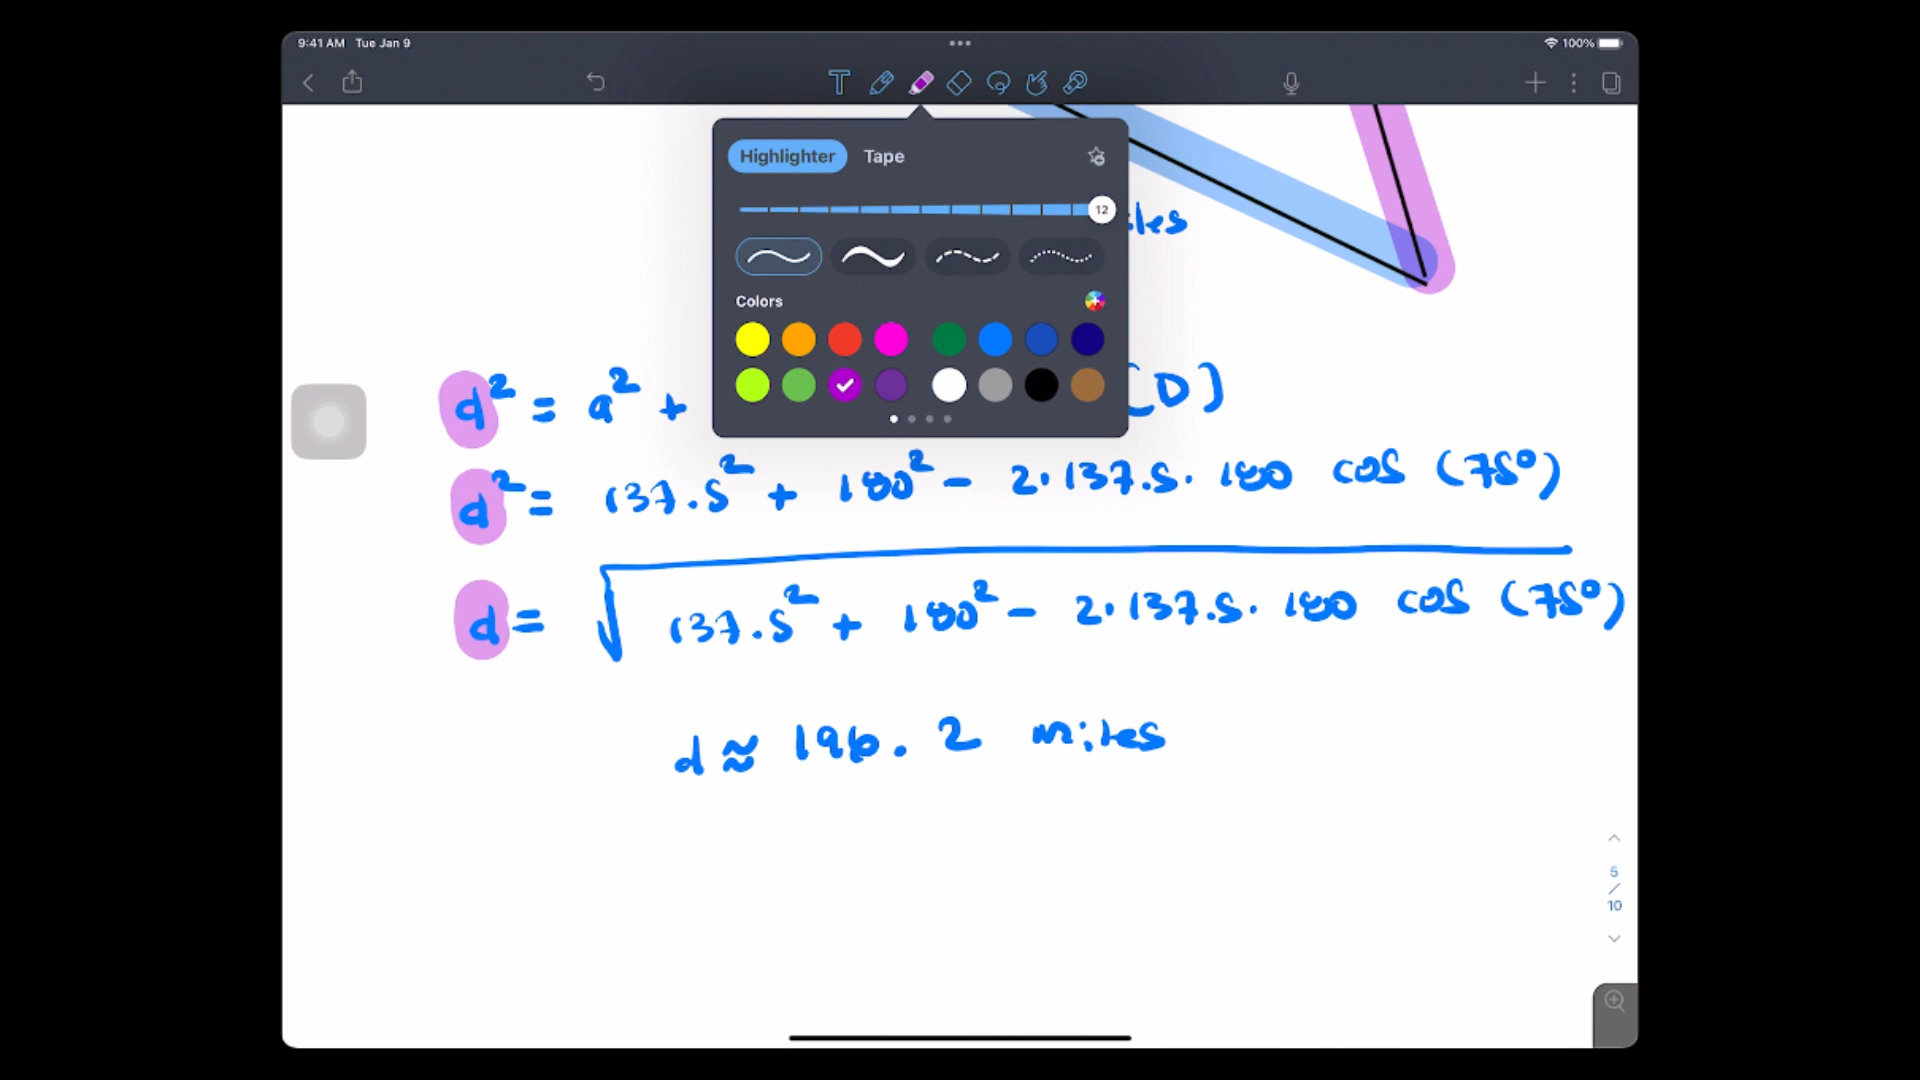 9:41 AM Tue Jan 9
100%
T
Highlighter Tape
12
les
Colors
d² = a² + (D)
d² = 137.5² + 180² - 2·137.5·180 cos (75°)
d = √137.5² + 180² - 2·137.5·180 cos (75°)
d ≈ 196.2 miles
5
/
10